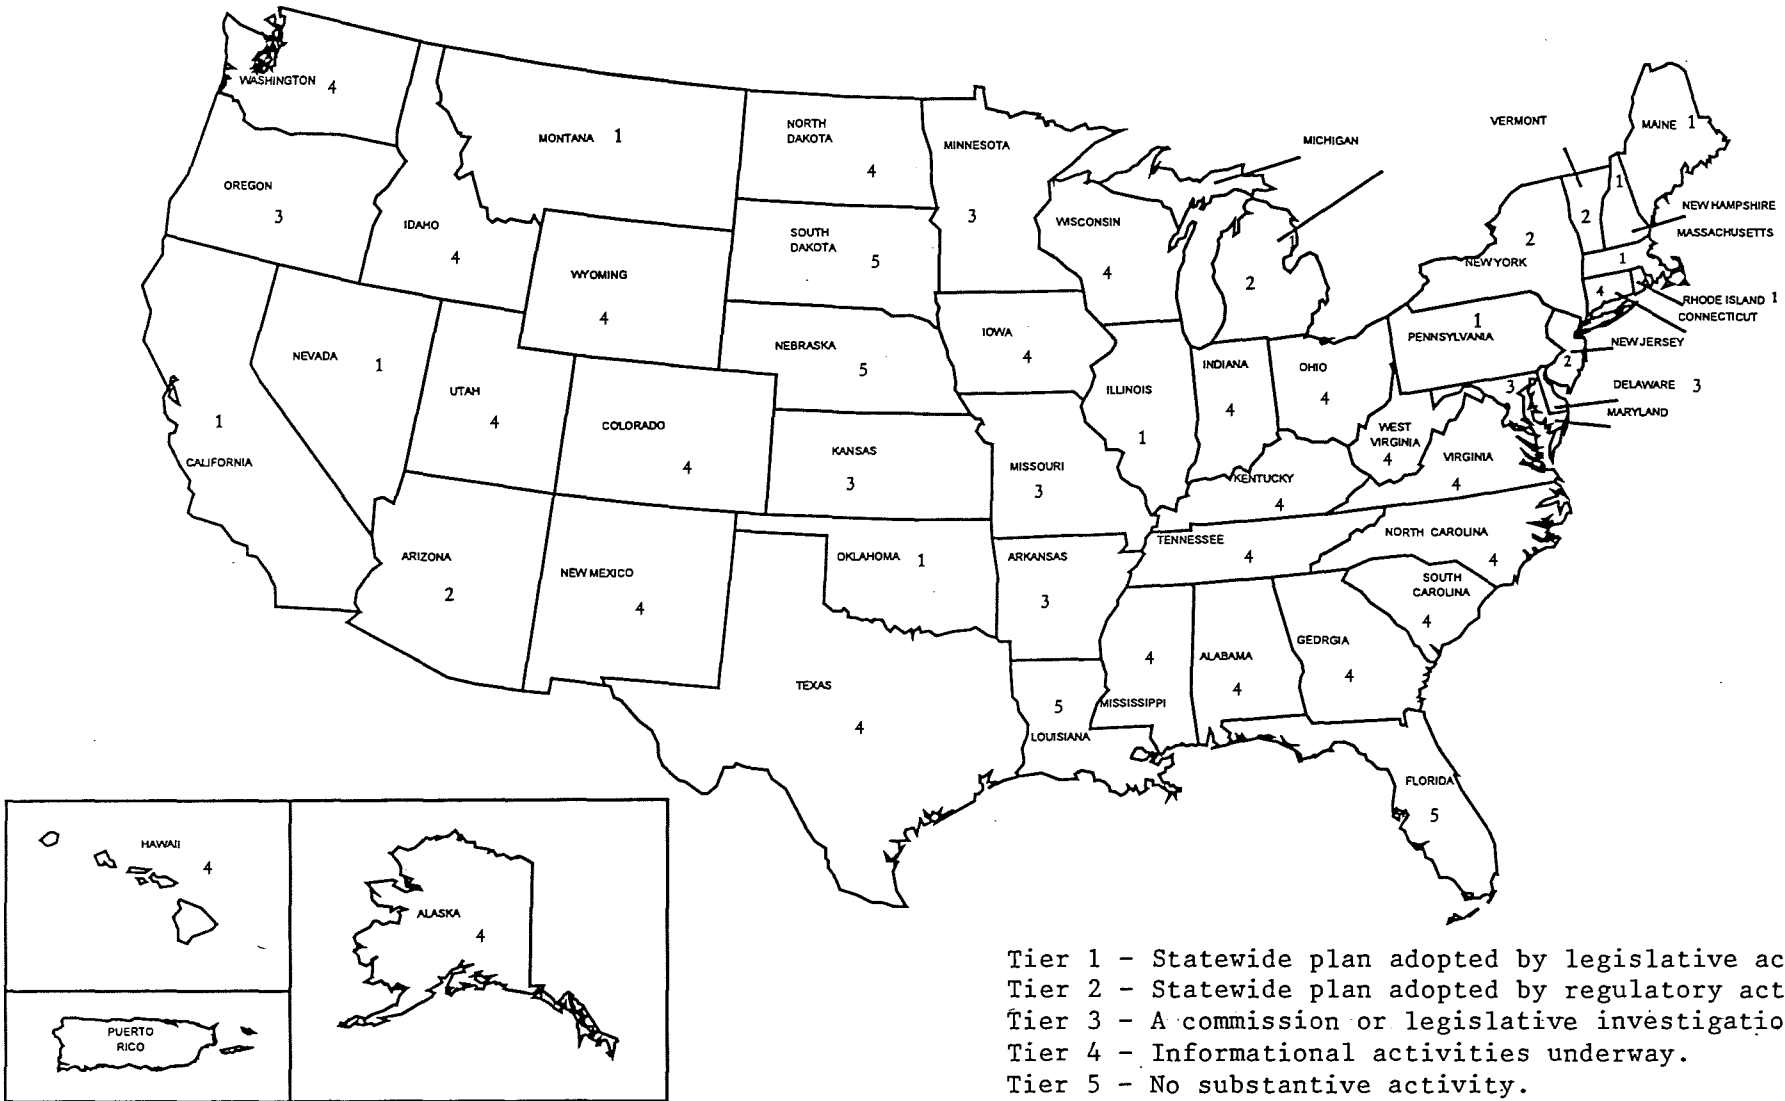 WASHINGTON 4
OREGON
3
IDAHO
4
MONTANA 1
WYOMING
4
NORTH
DAKOTA
4
SOUTH
DAKOTA
5
NEBRASKA
5
MINNESOTA
3
WISCONSIN
4
MICHIGAN
2
IOWA
4
ILLINOIS
1
INDIANA
4
OHIO
4
CALIFORNIA
1
NEVADA
1
UTAH
4
COLORADO
4
KANSAS
3
MISSOURI
3
ARIZONA
2
NEW MEXICO
4
OKLAHOMA 1
TEXAS
4
ARKANSAS
3
LOUISIANA
5
MISSISSIPPI
4
ALABAMA
4
GEORGIA
4
FLORIDA
5
TENNESSEE
4
KENTUCKY
4
WEST
VIRGINIA
4
VIRGINIA
4
NORTH CAROLINA
4
SOUTH
CAROLINA
4
PENNSYLVANIA
1
NEW YORK
2
VERMONT
2
MAINE 1
NEW HAMPSHIRE
1
MASSACHUSETTS
1
RHODE ISLAND 1
CONNECTICUT
4
NEW JERSEY
2
DELAWARE 3
MARYLAND
3
HAWAII
4
ALASKA
4
PUERTO
RICO
Tier 1 - Statewide plan adopted by legislative ac
Tier 2 - Statewide plan adopted by regulatory act
Tier 3 - A commission or legislative investigatio
Tier 4 - Informational activities underway.
Tier 5 - No substantive activity.